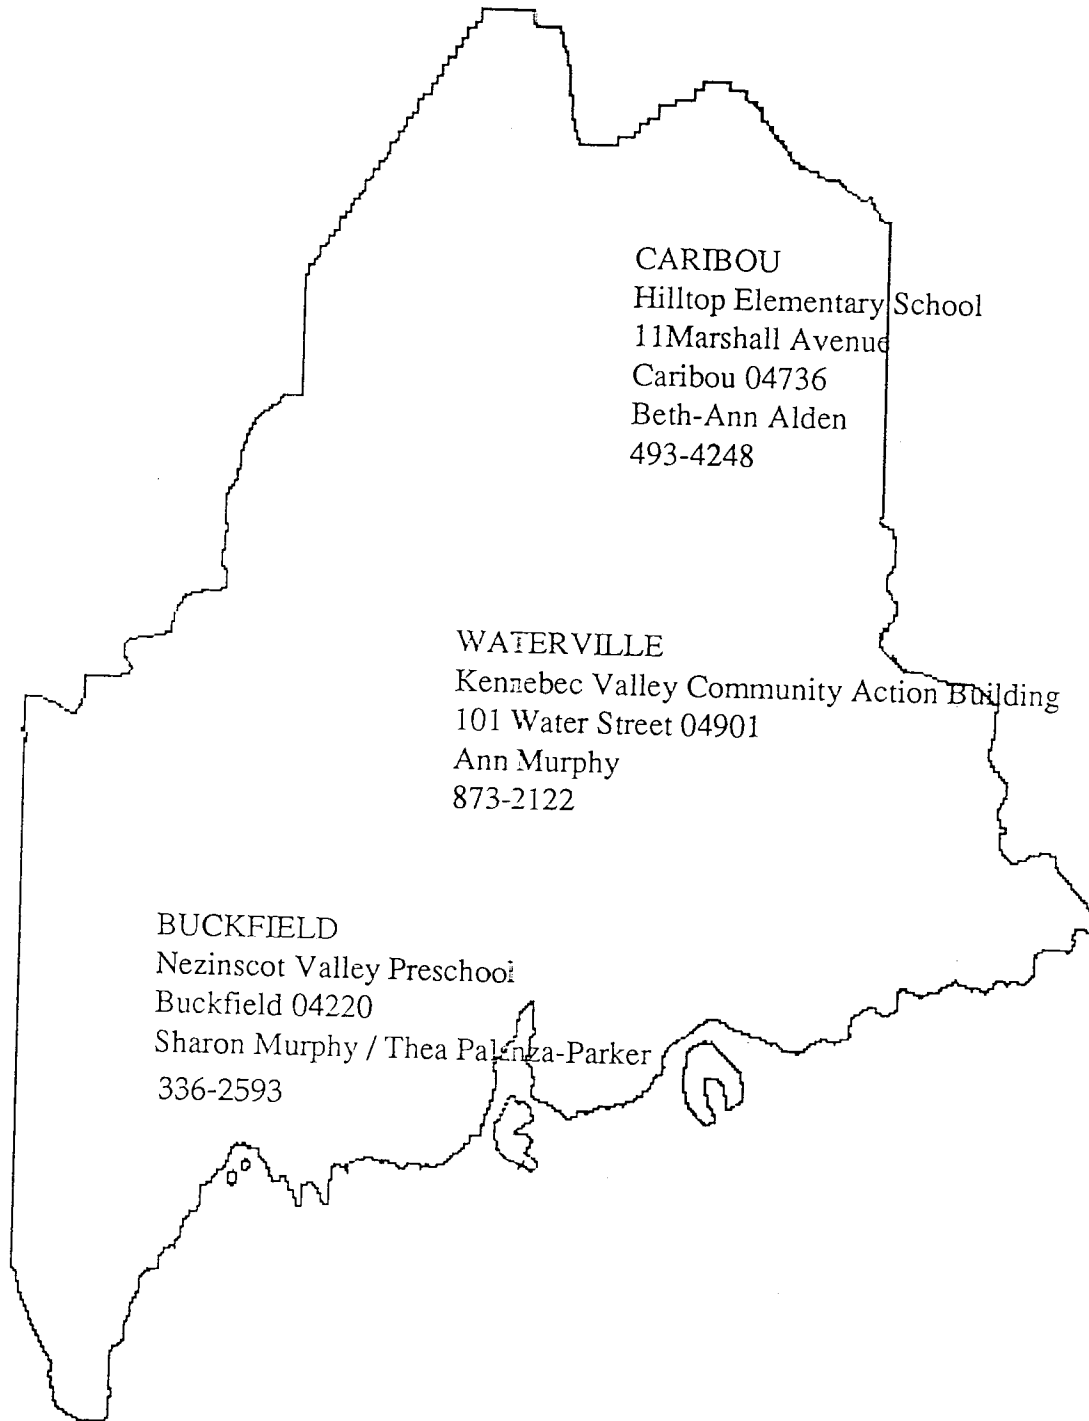 CARIBOU
Hilltop Elementary School
11Marshall Avenue
Caribou 04736
Beth-Ann Alden
493-4248
WATERVILLE
Kennebec Valley Community Action Building
101 Water Street 04901
Ann Murphy
873-2122
BUCKFIELD
Nezinscot Valley Preschool
Buckfield 04220
Sharon Murphy / Thea Palenza-Parker
336-2593